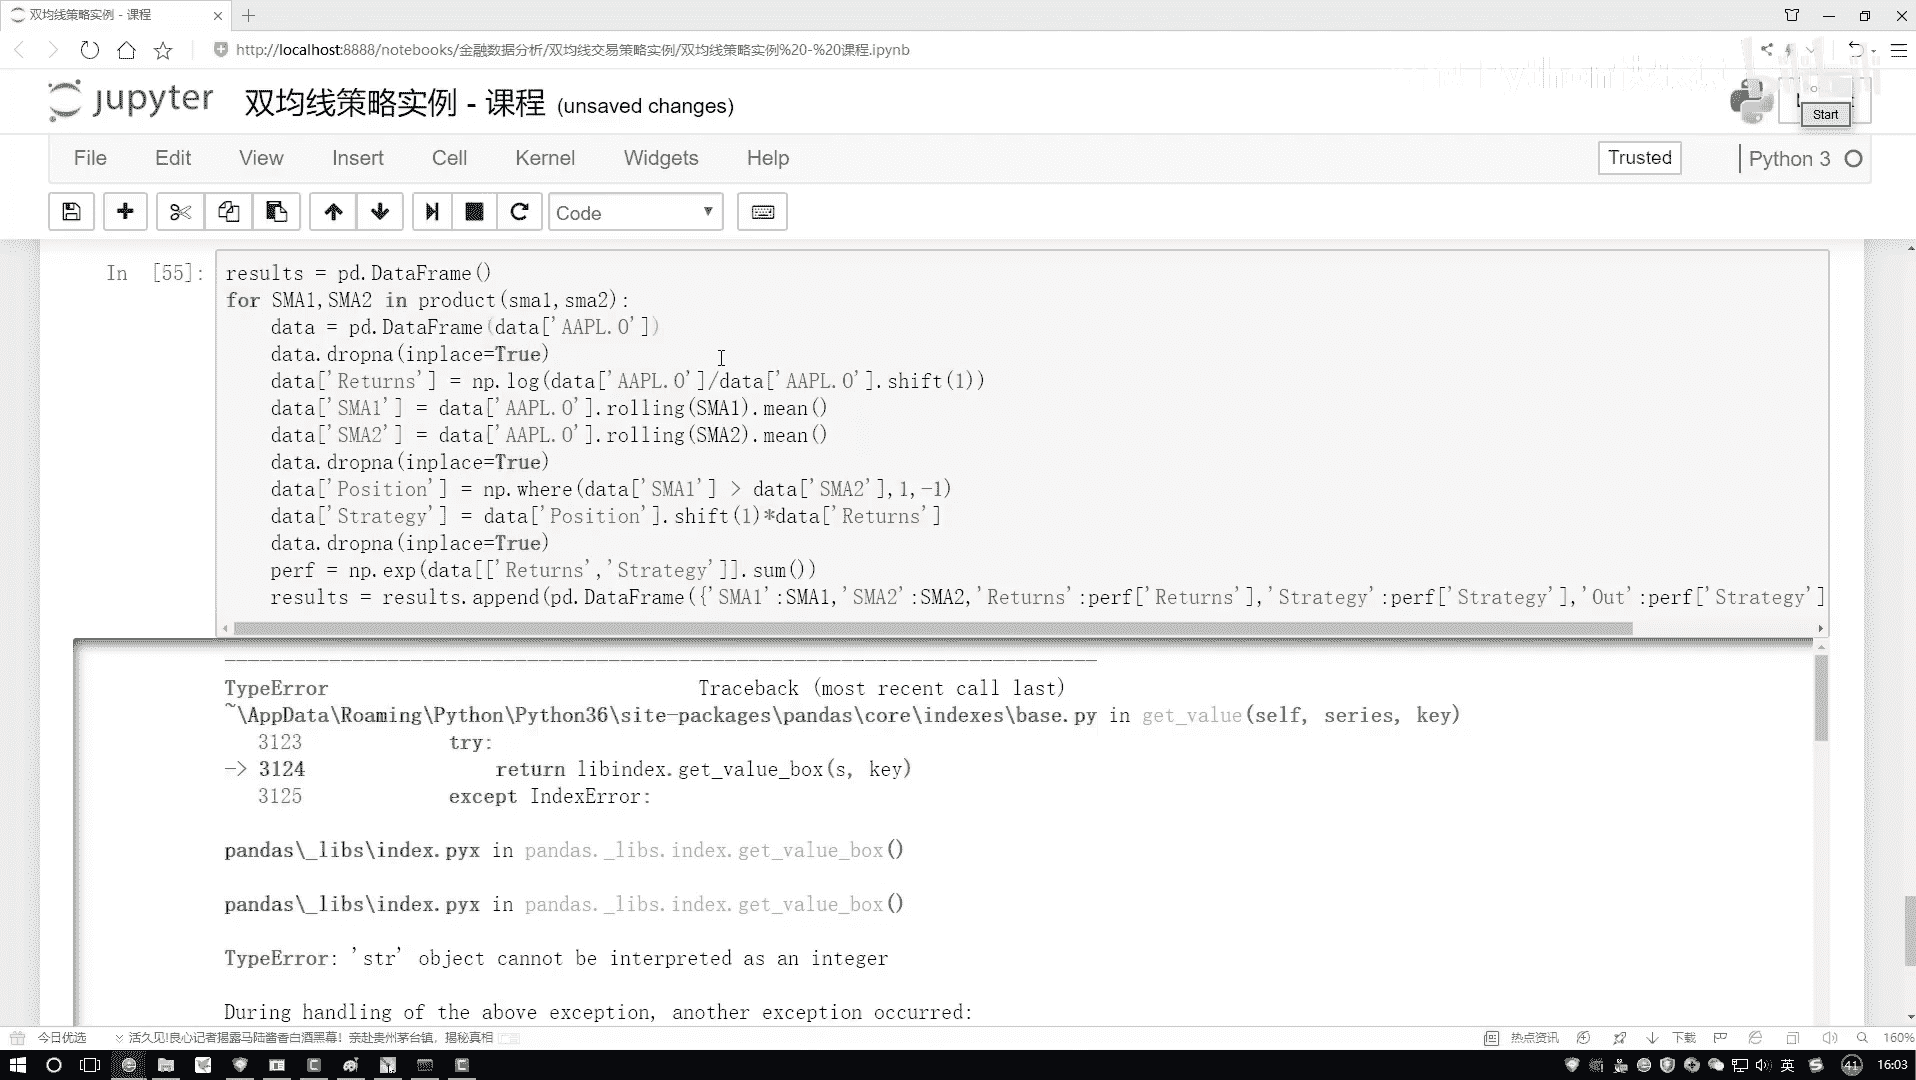 双均线策略实例 - 课程
http://localhost:8888/notebooks/金融数据分析/双均线交易策略实例/双均线策略实例%20-%20课程.ipynb
jupyter 双均线策略实例 - 课程 (unsaved changes)
Start
File Edit View Insert Cell Kernel Widgets Help Trusted Python 3
Code
In [55]:
results = pd.DataFrame()
for SMA1,SMA2 in product(sma1,sma2):
    data = pd.DataFrame(data['AAPL.O'])
    data.dropna(inplace=True)
    data['Returns'] = np.log(data['AAPL.O']/data['AAPL.O'].shift(1))
    data['SMA1'] = data['AAPL.O'].rolling(SMA1).mean()
    data['SMA2'] = data['AAPL.O'].rolling(SMA2).mean()
    data.dropna(inplace=True)
    data['Position'] = np.where(data['SMA1'] > data['SMA2'],1,-1)
    data['Strategy'] = data['Position'].shift(1)*data['Returns']
    data.dropna(inplace=True)
    perf = np.exp(data[['Returns','Strategy']].sum())
    results = results.append(pd.DataFrame({'SMA1':SMA1,'SMA2':SMA2,'Returns':perf['Returns'],'Strategy':perf['Strategy'],'Out':perf['Strategy']
---------------------------------------------------------------------------
TypeError Traceback (most recent call last)
~\AppData\Roaming\Python\Python36\site-packages\pandas\core\indexes\base.py in get_value(self, series, key)
3123 try:
-> 3124 return libindex.get_value_box(s, key)
3125 except IndexError:
pandas\_libs\index.pyx in pandas._libs.index.get_value_box()
pandas\_libs\index.pyx in pandas._libs.index.get_value_box()
TypeError: 'str' object cannot be interpreted as an integer
During handling of the above exception, another exception occurred:
今日优选 活久见!良心记者揭露马陆酱香白酒黑幕! 亲赴贵州茅台镇, 揭秘真相 热点资讯 下载 160%
英 41 16:03